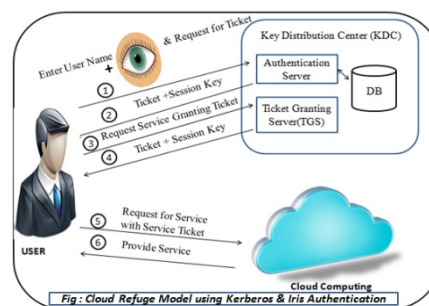 Enter User Name & Request for Ticket
+
Key Distribution Center (KDC)
Authentication
Server
DB
Ticket Granting
Server(TGS)
1
Ticket +Session Key
2
Request Service Granting Ticket
3
Ticket + Session Key
4
5
Request for Service
with Service Ticket
6
Provide Service
USER
Cloud Computing
Fig : Cloud Refuge Model using Kerberos & Iris Authentication